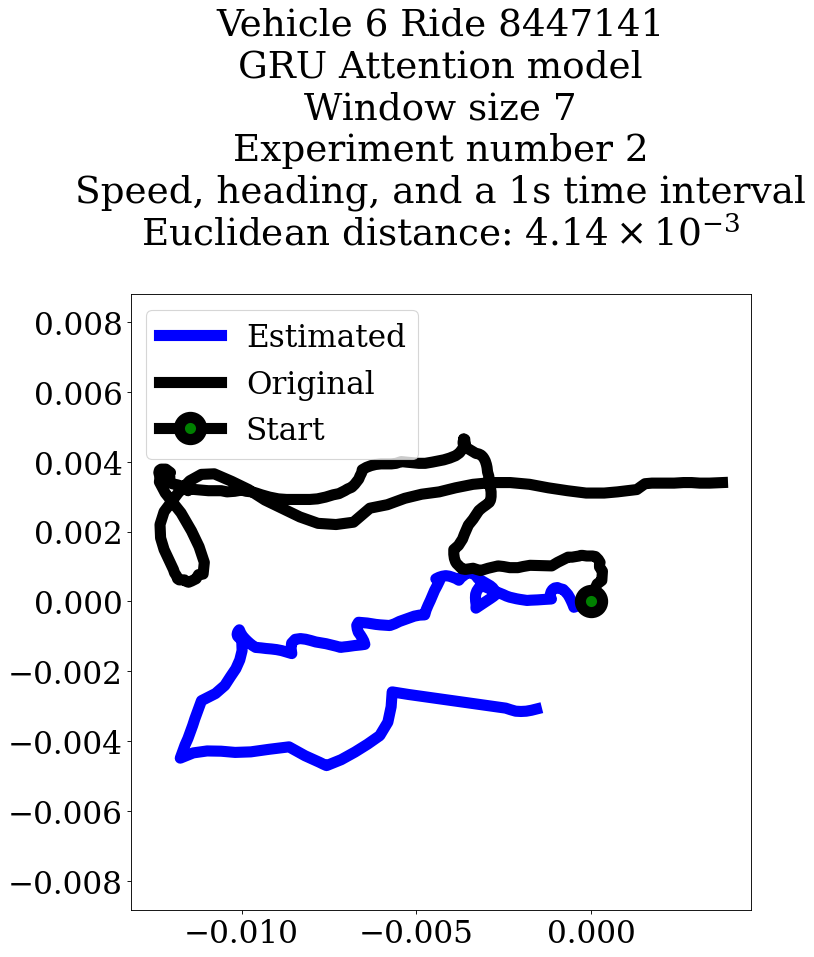 Vehicle 6 Ride 8447141
GRU Attention model
Window size 7
Experiment number 2
Speed, heading, and a 1s time interval
Euclidean distance: 4.14 × 10⁻³
Estimated
Original
Start
0.008
0.006
0.004
0.002
0.000
−0.002
−0.004
−0.006
−0.008
−0.010
−0.005
0.000